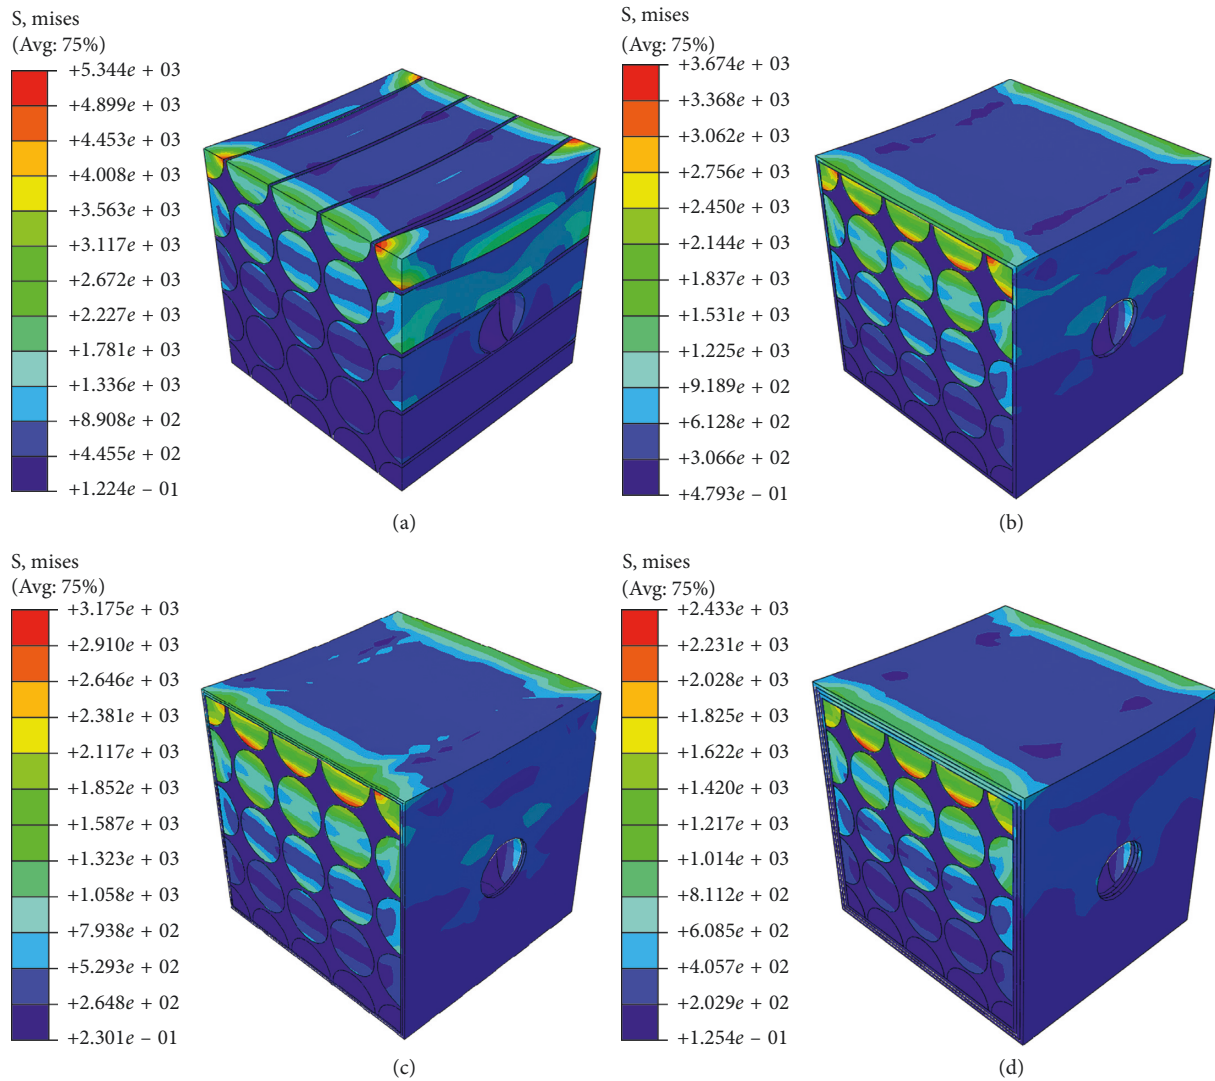 S, mises
(Avg: 75%)
+5.344e + 03
+4.899e + 03
+4.453e + 03
+4.008e + 03
+3.563e + 03
+3.117e + 03
+2.672e + 03
+2.227e + 03
+1.781e + 03
+1.336e + 03
+8.908e + 02
+4.455e + 02
+1.224e – 01
(a)
S, mises
(Avg: 75%)
+3.674e + 03
+3.368e + 03
+3.062e + 03
+2.756e + 03
+2.450e + 03
+2.144e + 03
+1.837e + 03
+1.531e + 03
+1.225e + 03
+9.189e + 02
+6.128e + 02
+3.066e + 02
+4.793e – 01
(b)
S, mises
(Avg: 75%)
+3.175e + 03
+2.910e + 03
+2.646e + 03
+2.381e + 03
+2.117e + 03
+1.852e + 03
+1.587e + 03
+1.323e + 03
+1.058e + 03
+7.938e + 02
+5.293e + 02
+2.648e + 02
+2.301e – 01
(c)
S, mises
(Avg: 75%)
+2.433e + 03
+2.231e + 03
+2.028e + 03
+1.825e + 03
+1.622e + 03
+1.420e + 03
+1.217e + 03
+1.014e + 03
+8.112e + 02
+6.085e + 02
+4.057e + 02
+2.029e + 02
+1.254e – 01
(d)